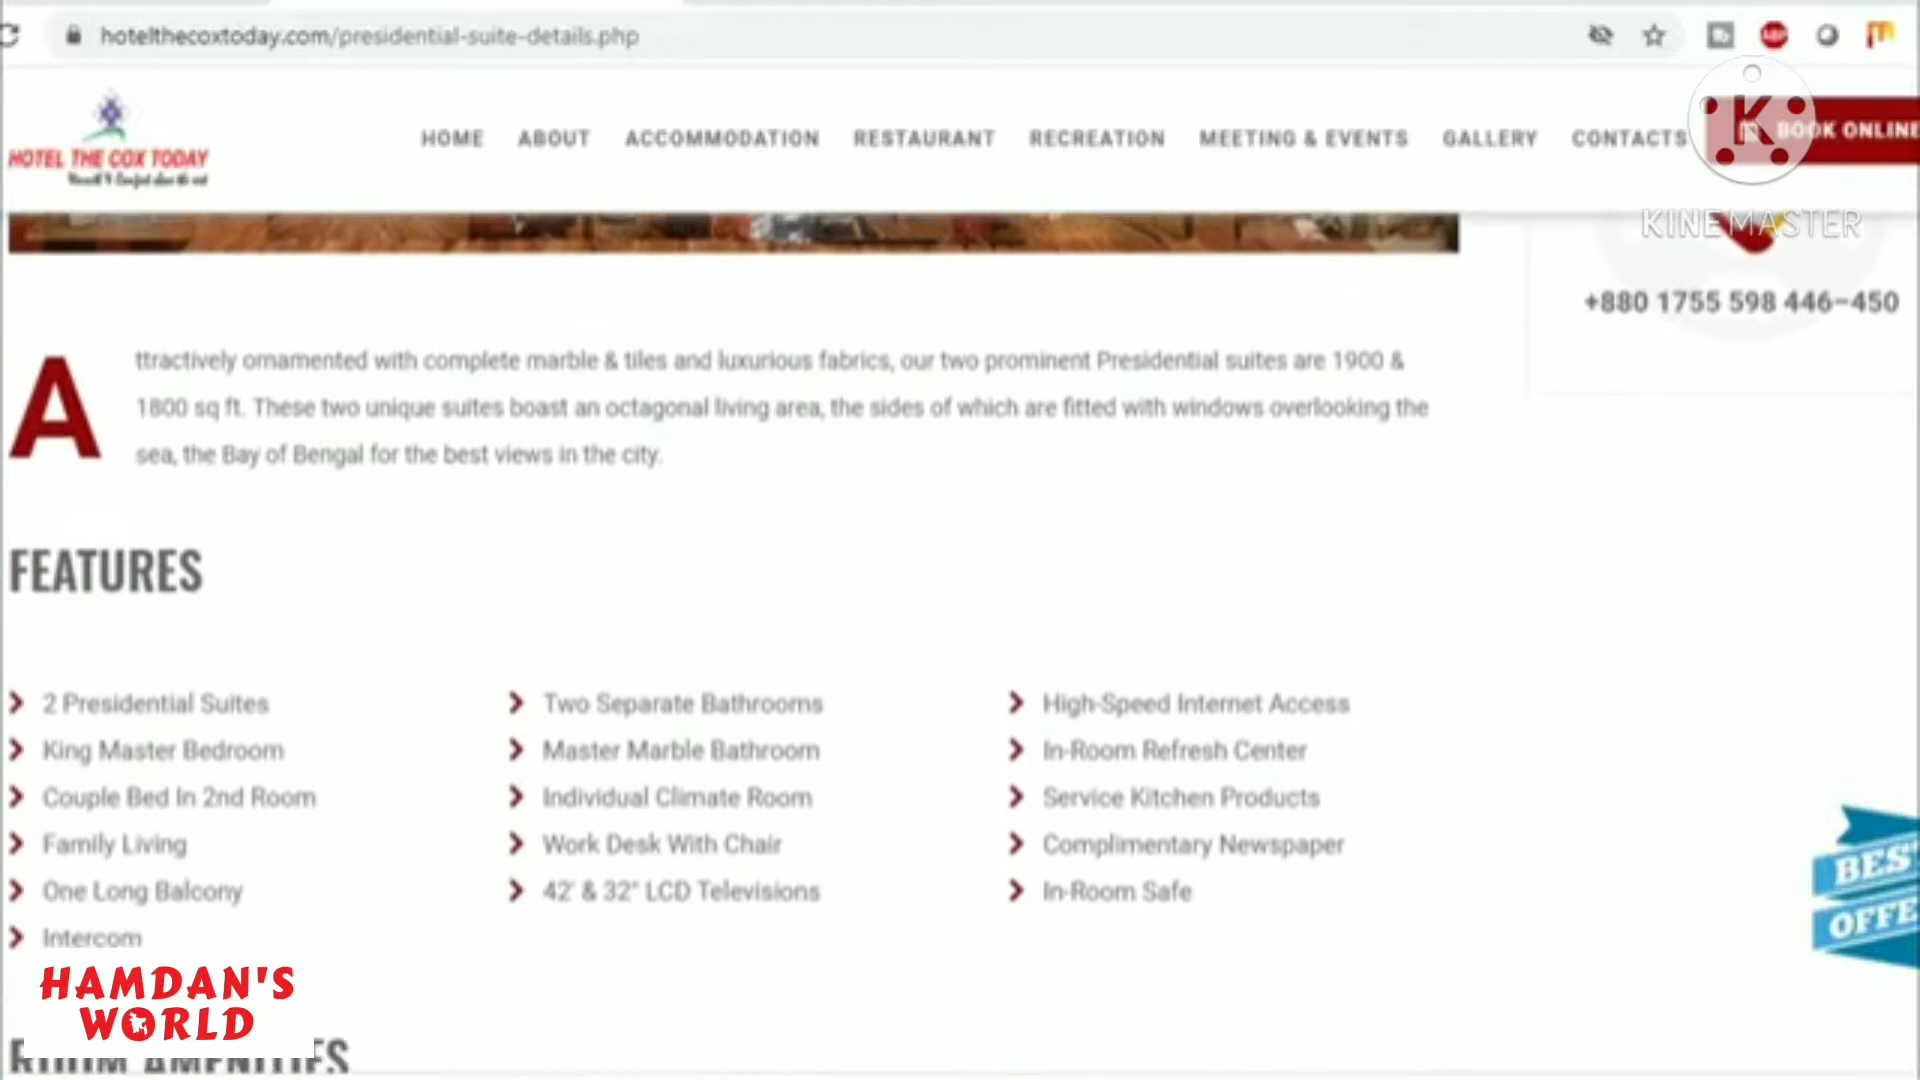 hotelthecoxtoday.com/presidential-suite-details.php
HOTEL THE COX TODAY
HOME ABOUT ACCOMMODATION RESTAURANT RECREATION MEETING & EVENTS GALLERY CONTACTS
BOOK ONLINE
K
KINEMASTER
+880 1755 598 446–450
Attractively ornamented with complete marble & tiles and luxurious fabrics, our two prominent Presidential suites are 1900 &
1800 sq ft. These two unique suites boast an octagonal living area, the sides of which are fitted with windows overlooking the
sea, the Bay of Bengal for the best views in the city.
FEATURES
2 Presidential Suites
King Master Bedroom
Couple Bed In 2nd Room
Family Living
One Long Balcony
Intercom
Two Separate Bathrooms
Master Marble Bathroom
Individual Climate Room
Work Desk With Chair
42' & 32" LCD Televisions
High-Speed Internet Access
In-Room Refresh Center
Service Kitchen Products
Complimentary Newspaper
In-Room Safe
BES
OFFE
HAMDAN'S
WORLD
ROOM AMENITIES